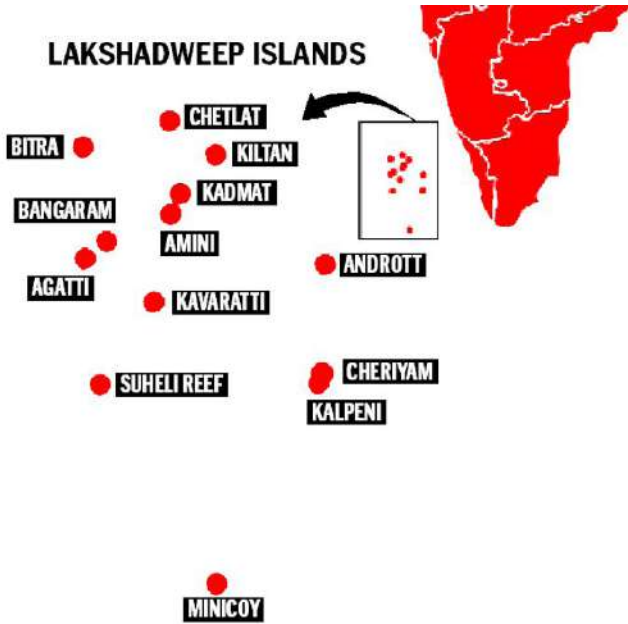 LAKSHADWEEP ISLANDS
CHETLAT
BITRA
KILTAN
KADMAT
BANGARAM
AMINI
ANDROTT
AGATTI
KAVARATTI
CHERIYAM
SUHELI REEF
KALPENI
MINICOY